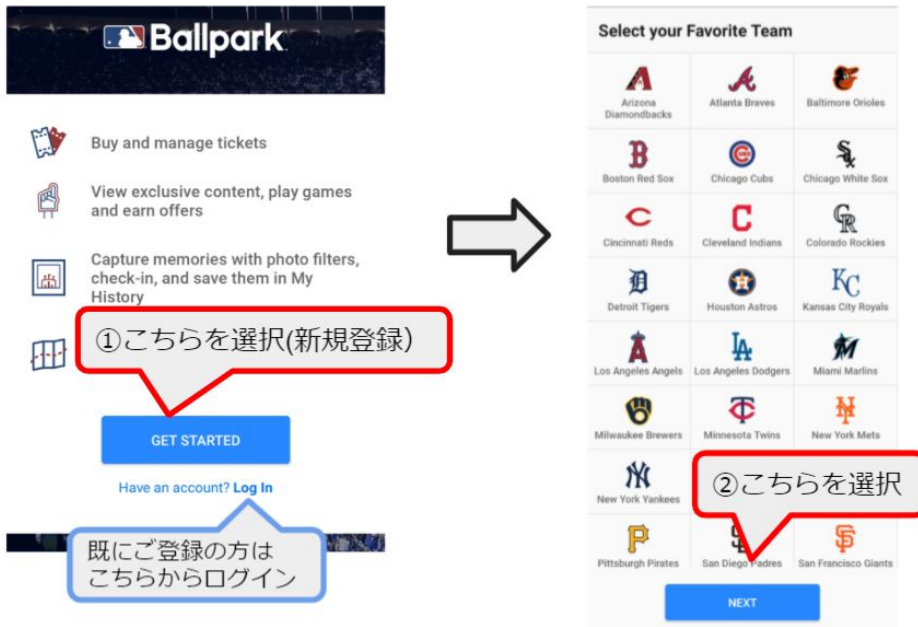 Ballpark
Buy and manage tickets
View exclusive content, play games
and earn offers
Capture memories with photo filters,
check-in, and save them in My
History
①こちらを選択(新規登録）
GET STARTED
Have an account? Log In
既にご登録の方は
こちらからログイン
Select your Favorite Team
Arizona
Diamondbacks
Atlanta Braves
Baltimore Orioles
Boston Red Sox
Chicago Cubs
Chicago White Sox
Cincinnati Reds
Cleveland Indians
Colorado Rockies
Detroit Tigers
Houston Astros
Kansas City Royals
Los Angeles Angels
Los Angeles Dodgers
Miami Marlins
Milwaukee Brewers
Minnesota Twins
New York Mets
New York Yankees
②こちらを選択
Pittsburgh Pirates
San Diego Padres
San Francisco Giants
NEXT